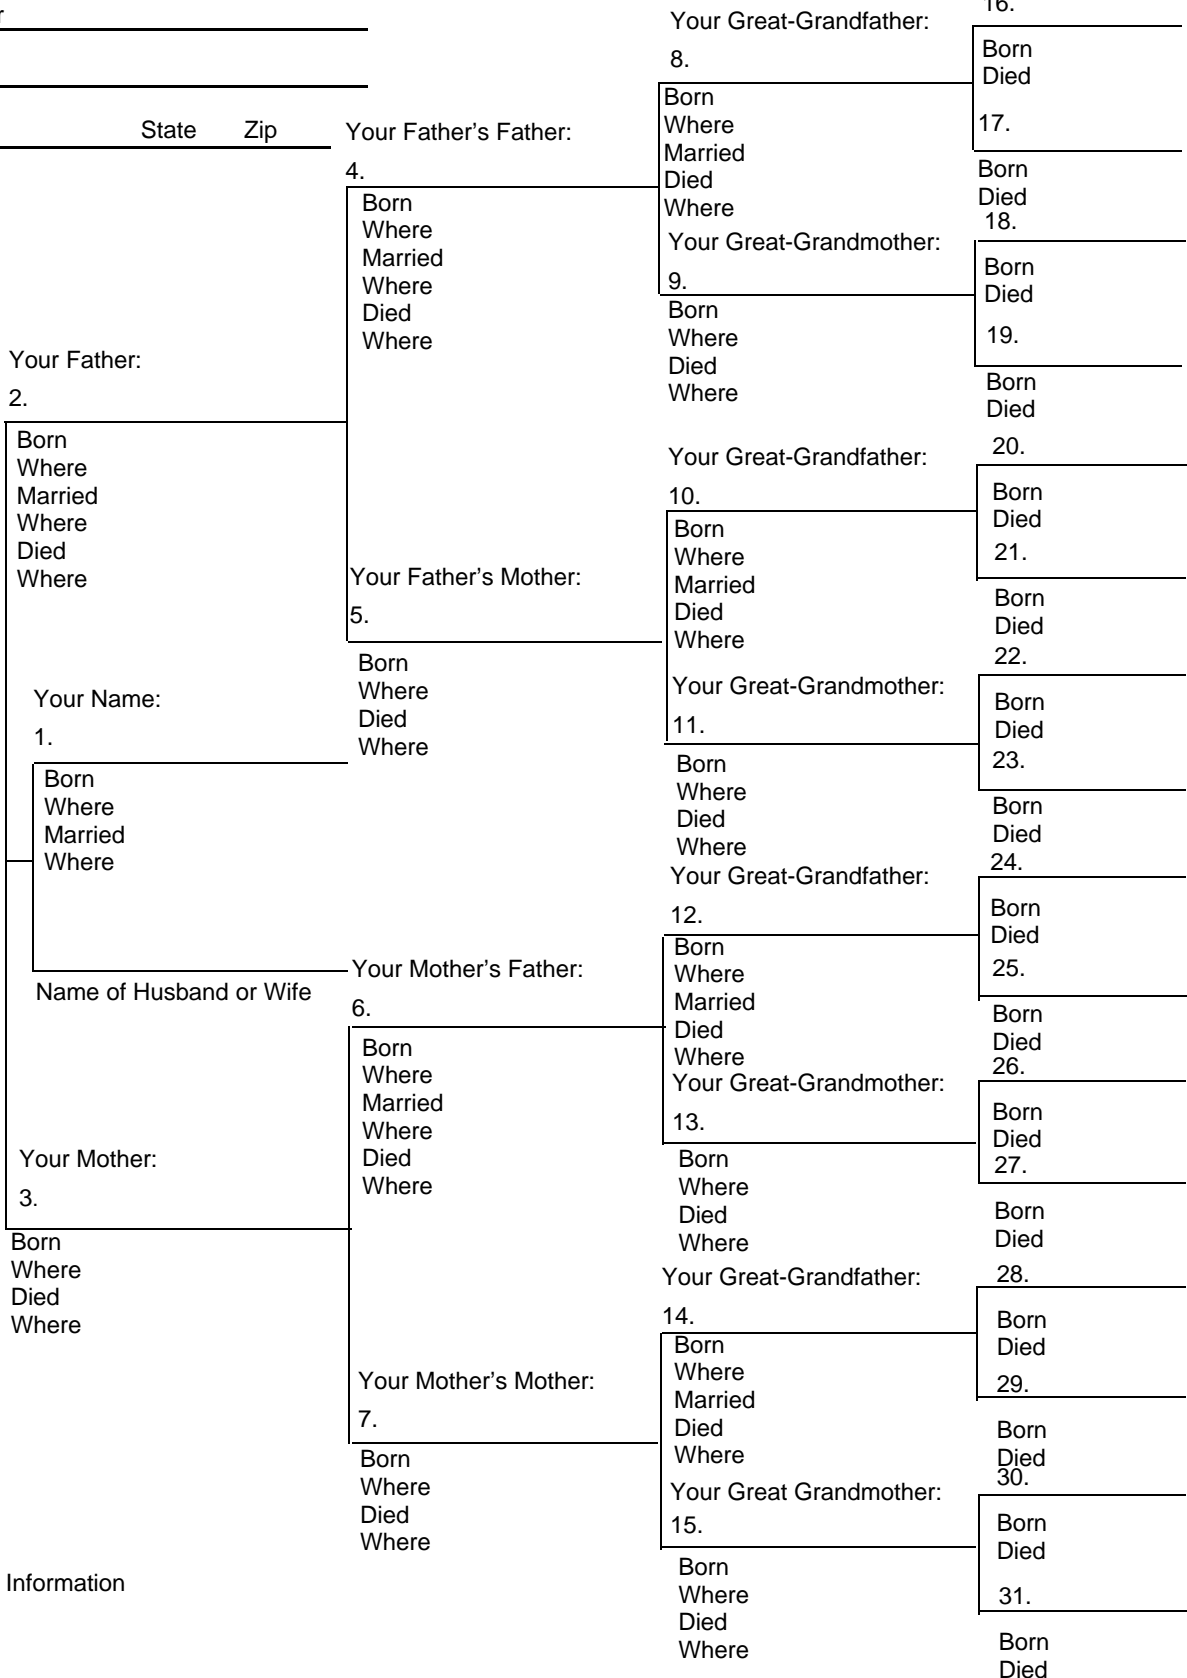 r
State Zip
Your Father:
2.
Born
Where
Married
Where
Died
Where
Your Name:
1.
Born
Where
Married
Where
Name of Husband or Wife
Your Mother:
3.
Born
Where
Died
Where
Information
Your Father's Father:
4.
Born
Where
Married
Where
Died
Where
Your Father's Mother:
5.
Born
Where
Died
Where
Your Mother's Father:
6.
Born
Where
Married
Where
Died
Where
Your Mother's Mother:
7.
Born
Where
Died
Where
Your Great-Grandfather:
8.
Born
Where
Married
Died
Where
Your Great-Grandmother:
9.
Born
Where
Died
Where
Your Great-Grandfather:
10.
Born
Where
Married
Died
Where
Your Great-Grandmother:
11.
Born
Where
Died
Where
Your Great-Grandfather:
12.
Born
Where
Married
Died
Where
Your Great-Grandmother:
13.
Born
Where
Died
Where
Your Great-Grandfather:
14.
Born
Where
Married
Died
Where
Your Great Grandmother:
15.
Born
Where
Died
Where
16.
Born
Died
17.
Born
Died
18.
Born
Died
19.
Born
Died
20.
Born
Died
21.
Born
Died
22.
Born
Died
23.
Born
Died
24.
Born
Died
25.
Born
Died
26.
Born
Died
27.
Born
Died
28.
Born
Died
29.
Born
Died
30.
Born
Died
31.
Born
Died